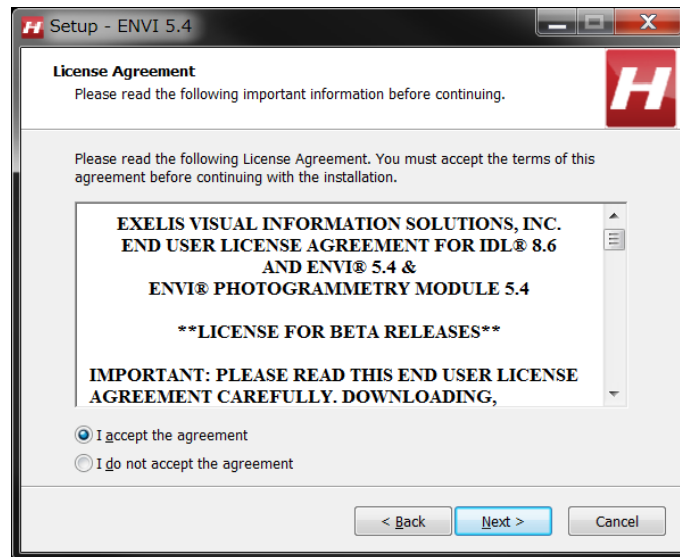 H Setup - ENVI 5.4
License Agreement
Please read the following important information before continuing.
H
Please read the following License Agreement. You must accept the terms of this
agreement before continuing with the installation.
EXELIS VISUAL INFORMATION SOLUTIONS, INC.
END USER LICENSE AGREEMENT FOR IDL® 8.6
AND ENVI® 5.4 &
ENVI® PHOTOGRAMMETRY MODULE 5.4
**LICENSE FOR BETA RELEASES**
IMPORTANT: PLEASE READ THIS END USER LICENSE
AGREEMENT CAREFULLY. DOWNLOADING,
I accept the agreement
I do not accept the agreement
< Back Next > Cancel